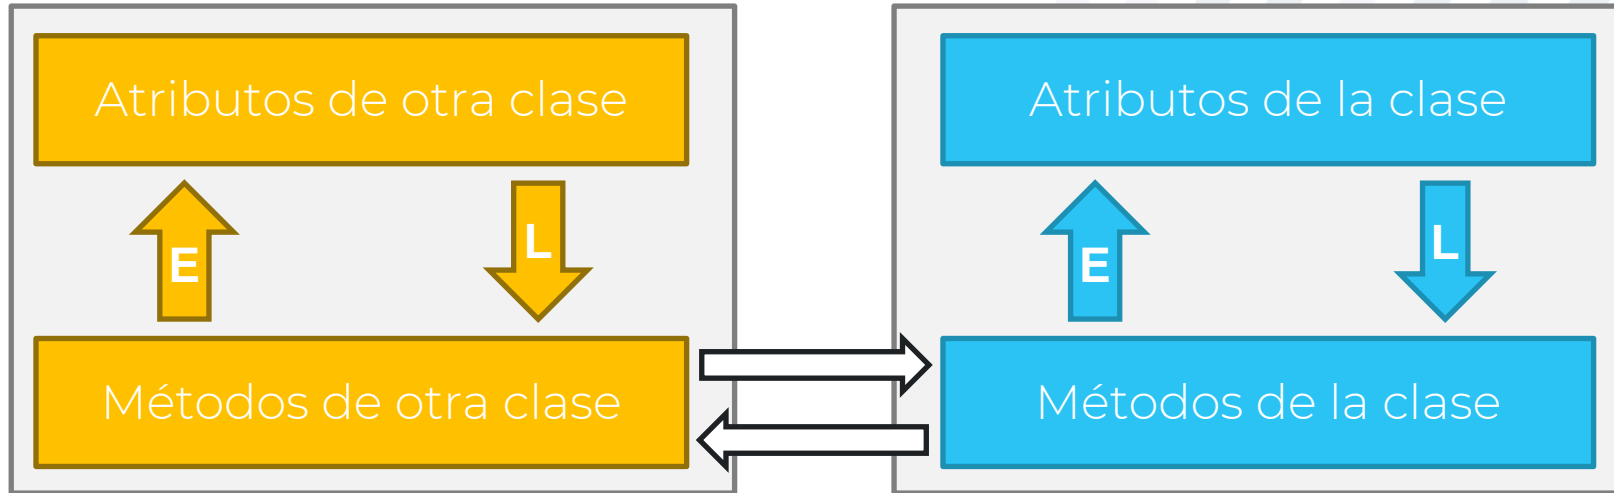 Atributos de otra clase
E
L
Métodos de otra clase
Atributos de la clase
E
L
Métodos de la clase